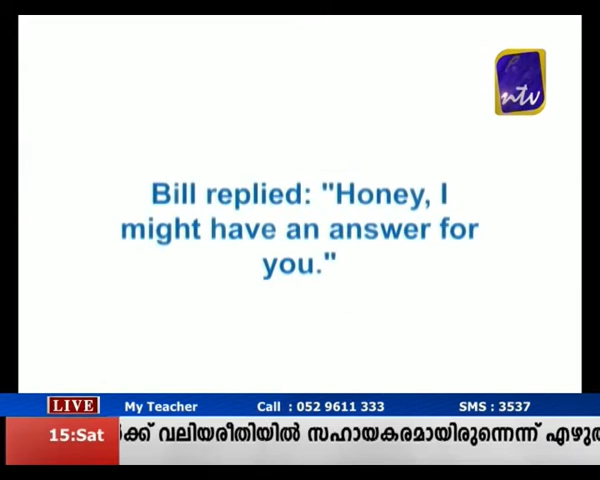 ntv
Bill replied: "Honey, I
might have an answer for
you."
LIVE My Teacher Call : 052 9611 333 SMS : 3537
15:Sat ർക്ക് വലിയരീതിയിൽ സഹായകരമായിരുന്നെന്ന് എഴുത